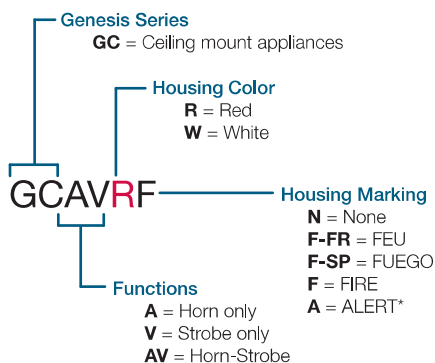 Genesis Series
GC = Ceiling mount appliances
Housing Color
R = Red
W = White
GCAVRF
Housing Marking
N = None
F-FR = FEU
F-SP = FUEGO
F = FIRE
A = ALERT*
Functions
A = Horn only
V = Strobe only
AV = Horn-Strobe